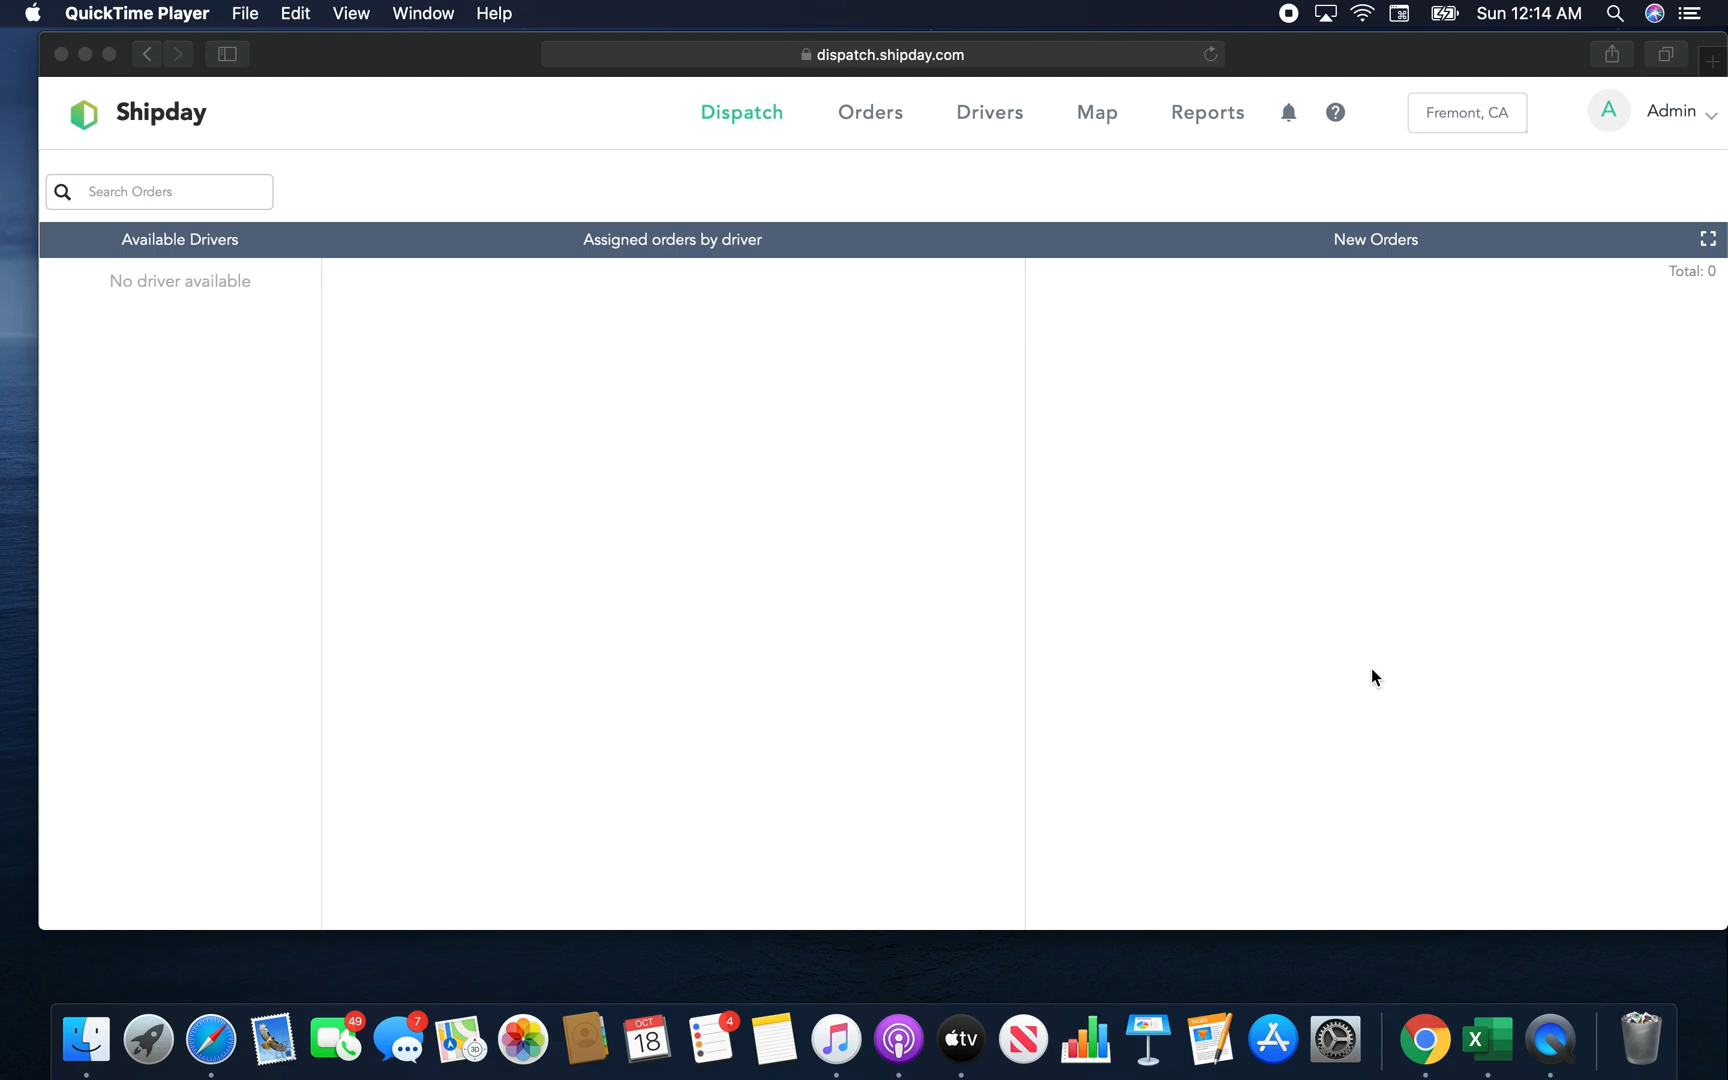 QuickTime Player File Edit View Window Help Sun 12:14 AM
dispatch.shipday.com
Shipday Dispatch Orders Drivers Map Reports ? Fremont, CA A Admin
Search Orders
Available Drivers Assigned orders by driver New Orders
No driver available Total: 0
49 7 OCT 18 4 tv X
3D